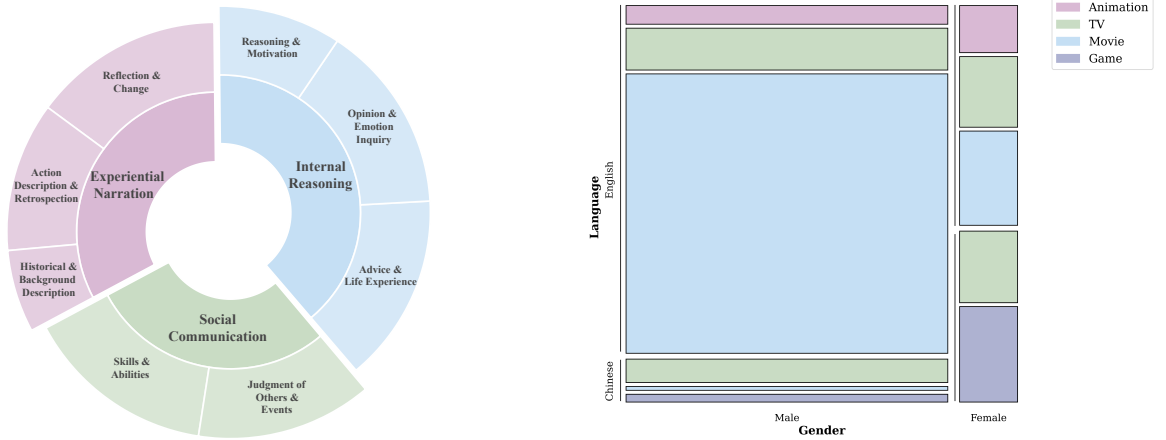 Reasoning &
Motivation
Reflection &
Change
Opinion &
Emotion
Inquiry
Internal
Reasoning
Experiential
Narration
Action
Description &
Retrospection
Historical &
Background
Description
Advice &
Life Experience
Social
Communication
Skills &
Abilities
Judgment of
Others &
Events
Animation
TV
Movie
Game
Language
English
Chinese
Male
Female
Gender